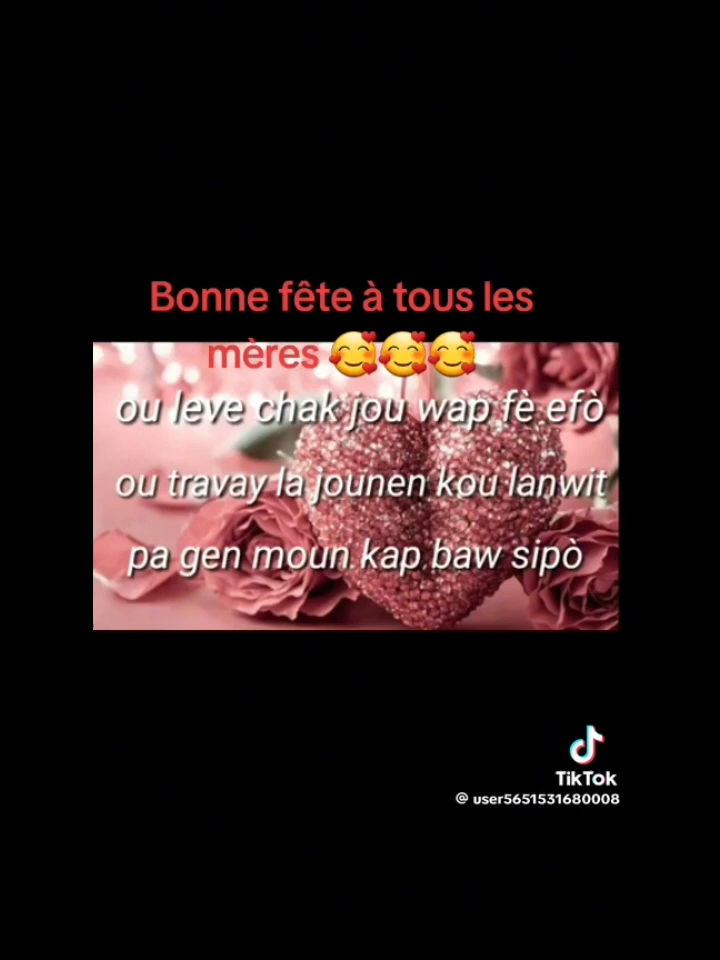 Bonne fête à tous les
mères 🥰🥰🥰
ou leve chak jou wap fè efò
ou travay la jounen kou lanwit
pa gen moun kap baw sipò
TikTok
@ user5651531680008